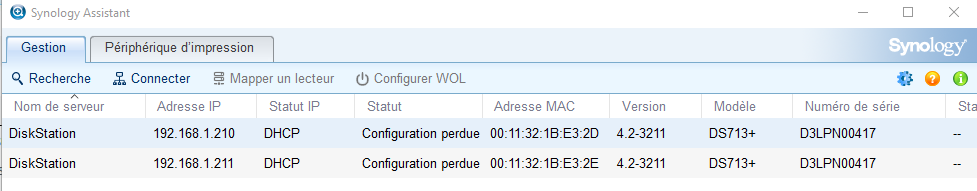 Synology Assistant
Gestion Périphérique d'impression Synology
Recherche Connecter Mapper un lecteur Configurer WOL
Nom de serveur Adresse IP Statut IP Statut Adresse MAC Version Modèle Numéro de série Sta
DiskStation 192.168.1.210 DHCP Configuration perdue 00:11:32:1B:E3:2D 4.2-3211 DS713+ D3LPN00417 --
DiskStation 192.168.1.211 DHCP Configuration perdue 00:11:32:1B:E3:2E 4.2-3211 DS713+ D3LPN00417 --